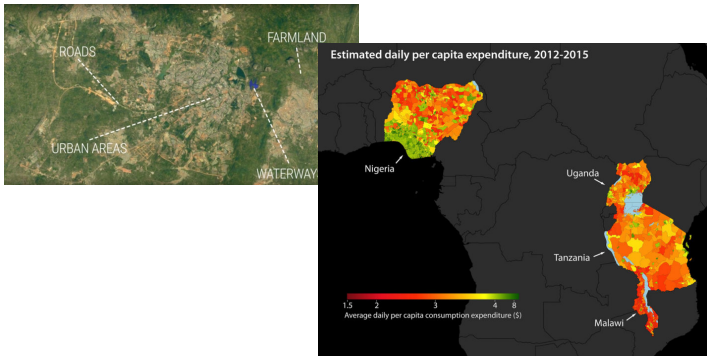 ROADS
FARMLAND
URBAN AREAS
WATERWAY
Estimated daily per capita expenditure, 2012-2015
Nigeria
Uganda
Tanzania
Malawi
1.5 2 3 4 8
Average daily per capita consumption expenditure ($)